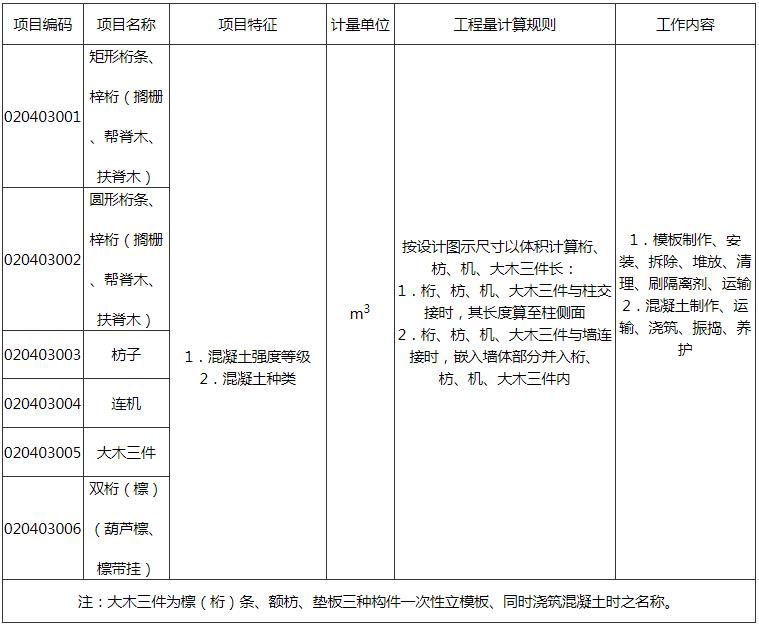 项目编码 项目名称 项目特征 计量单位 工程量计算规则 工作内容
020403001
矩形桁条、
梓桁（搁栅
、帮脊木、
扶脊木）
020403002
圆形桁条、
梓桁（搁栅
、帮脊木、
扶脊木）
020403003 枋子
020403004 连机
020403005 大木三件
020403006
双桁（檩）
（葫芦檩、
檩带挂）
1．混凝土强度等级
2．混凝土种类
m³
按设计图示尺寸以体积计算桁、
枋、机、大木三件长：
1．桁、枋、机、大木三件与柱交
接时，其长度算至柱侧面
2．桁、枋、机、大木三件与墙连
接时，嵌入墙体部分并入桁、
枋、机、大木三件内
1．模板制作、安
装、拆除、堆放、清
理、刷隔离剂、运输
2．混凝土制作、运
输、浇筑、振捣、养
护
注：大木三件为檩（桁）条、额枋、垫板三种构件一次性立模板、同时浇筑混凝土时之名称。